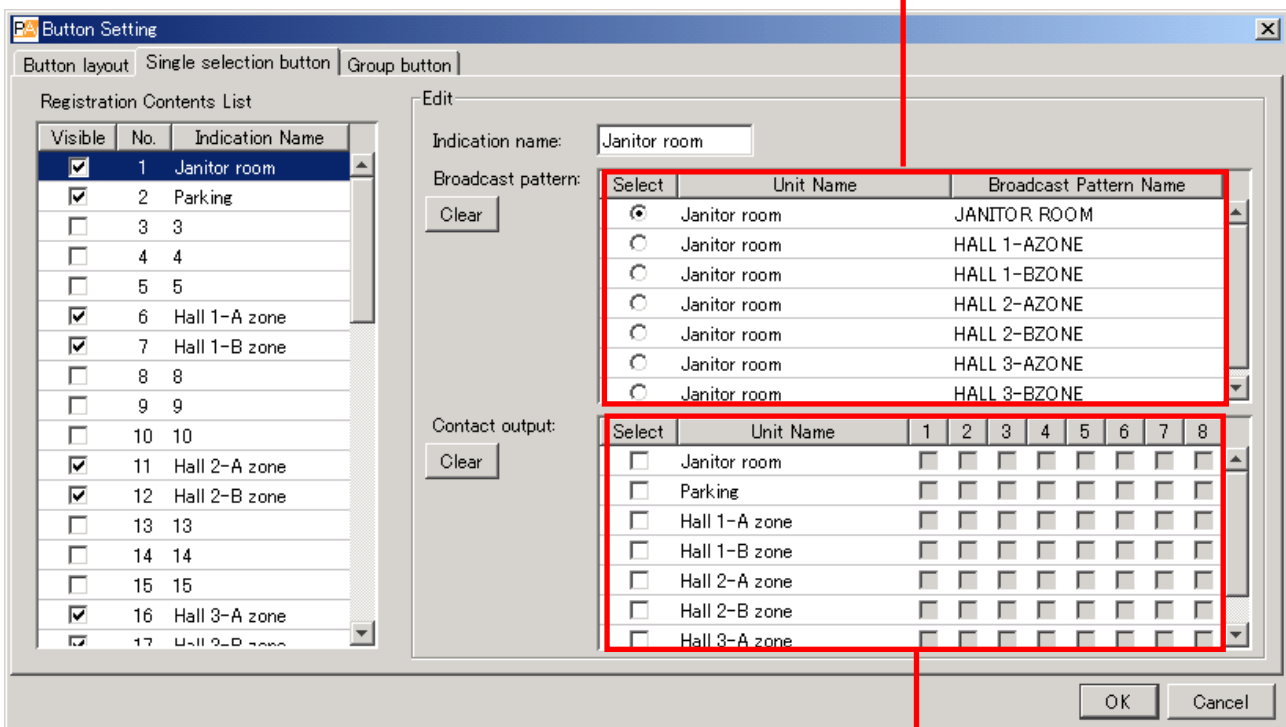 PA Button Setting
Button layout Single selection button Group button
Registration Contents List
Visible No. Indication Name
1 Janitor room
2 Parking
3 3
4 4
5 5
6 Hall 1-A zone
7 Hall 1-B zone
8 8
9 9
10 10
11 Hall 2-A zone
12 Hall 2-B zone
13 13
14 14
15 15
16 Hall 3-A zone
17 Hall 3-B zone
Edit
Indication name: Janitor room
Broadcast pattern:
Clear
Select Unit Name Broadcast Pattern Name
Janitor room JANITOR ROOM
Janitor room HALL 1-AZONE
Janitor room HALL 1-BZONE
Janitor room HALL 2-AZONE
Janitor room HALL 2-BZONE
Janitor room HALL 3-AZONE
Janitor room HALL 3-BZONE
Contact output:
Clear
Select Unit Name 1 2 3 4 5 6 7 8
Janitor room
Parking
Hall 1-A zone
Hall 1-B zone
Hall 2-A zone
Hall 2-B zone
Hall 3-A zone
OK Cancel